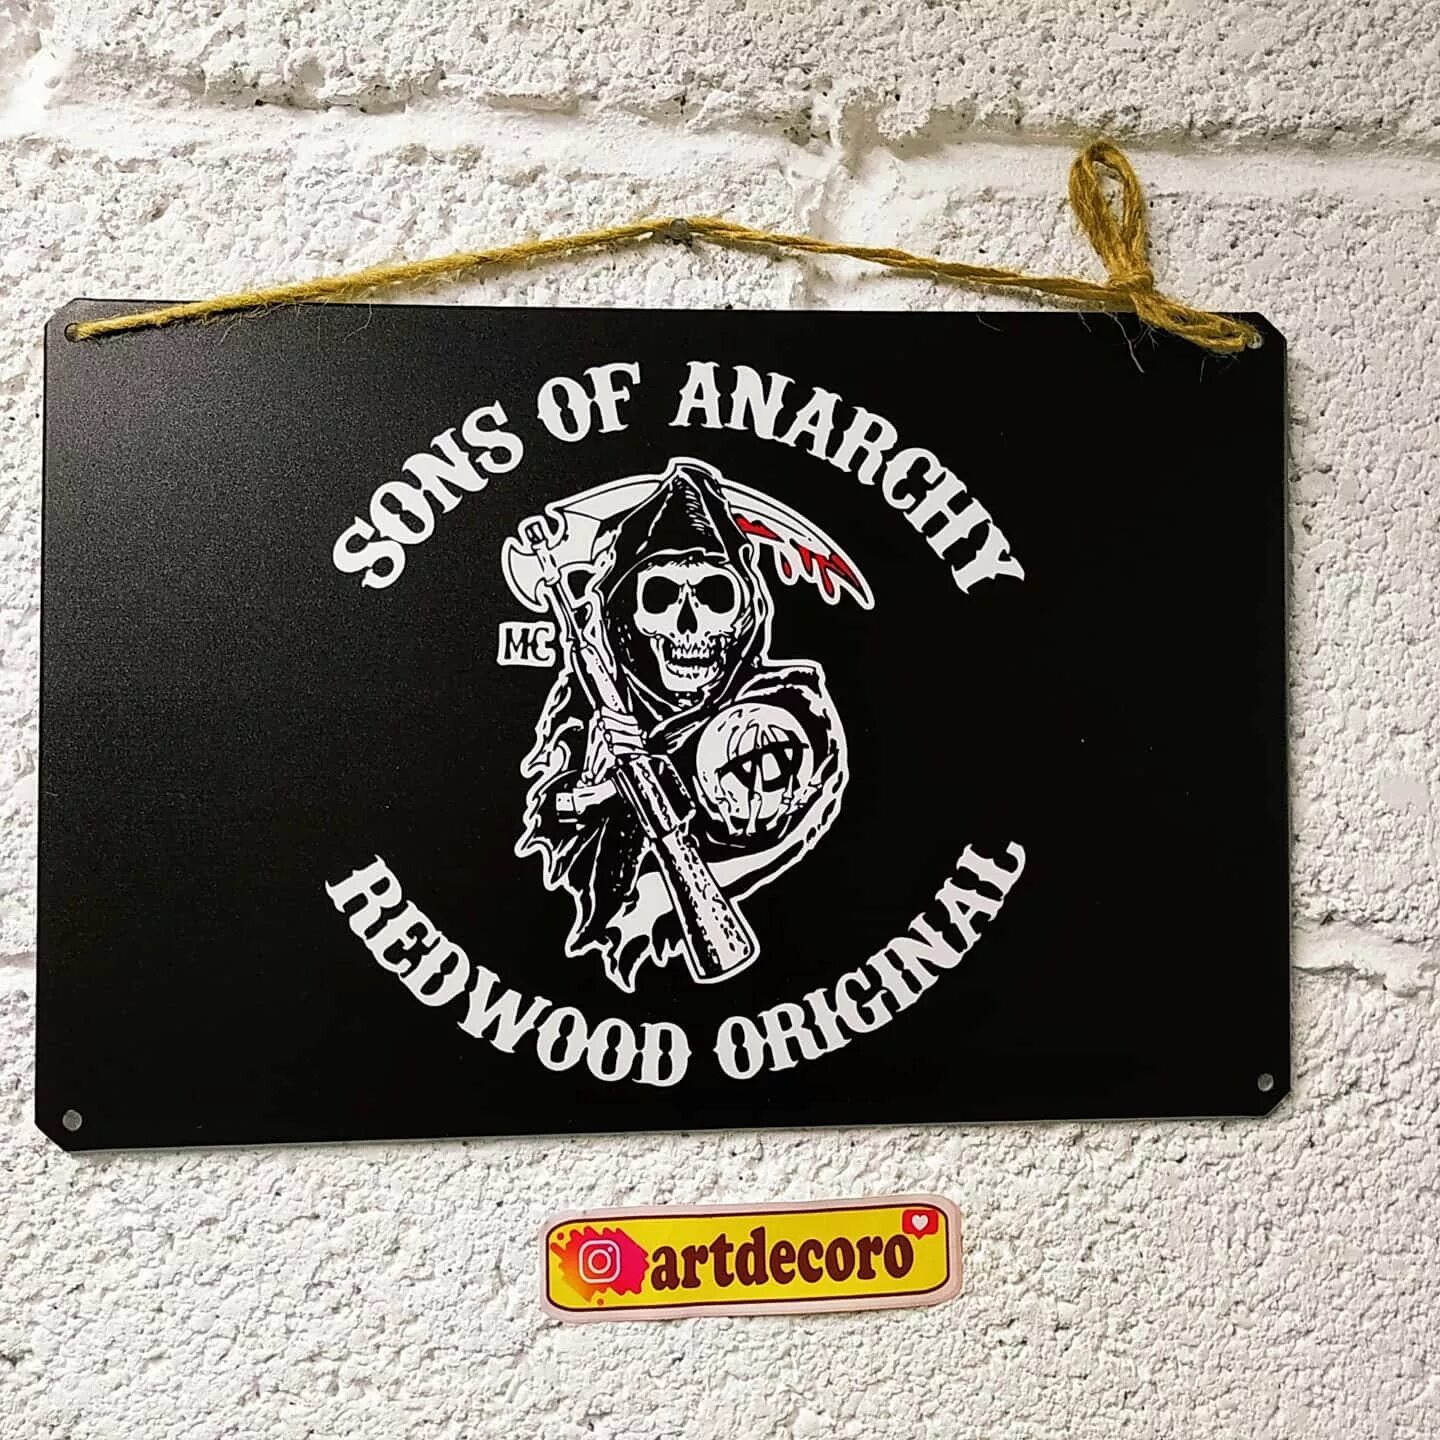 SONS OF ANARCHY
MC
REDWOOD ORIGINAL
artdecoro